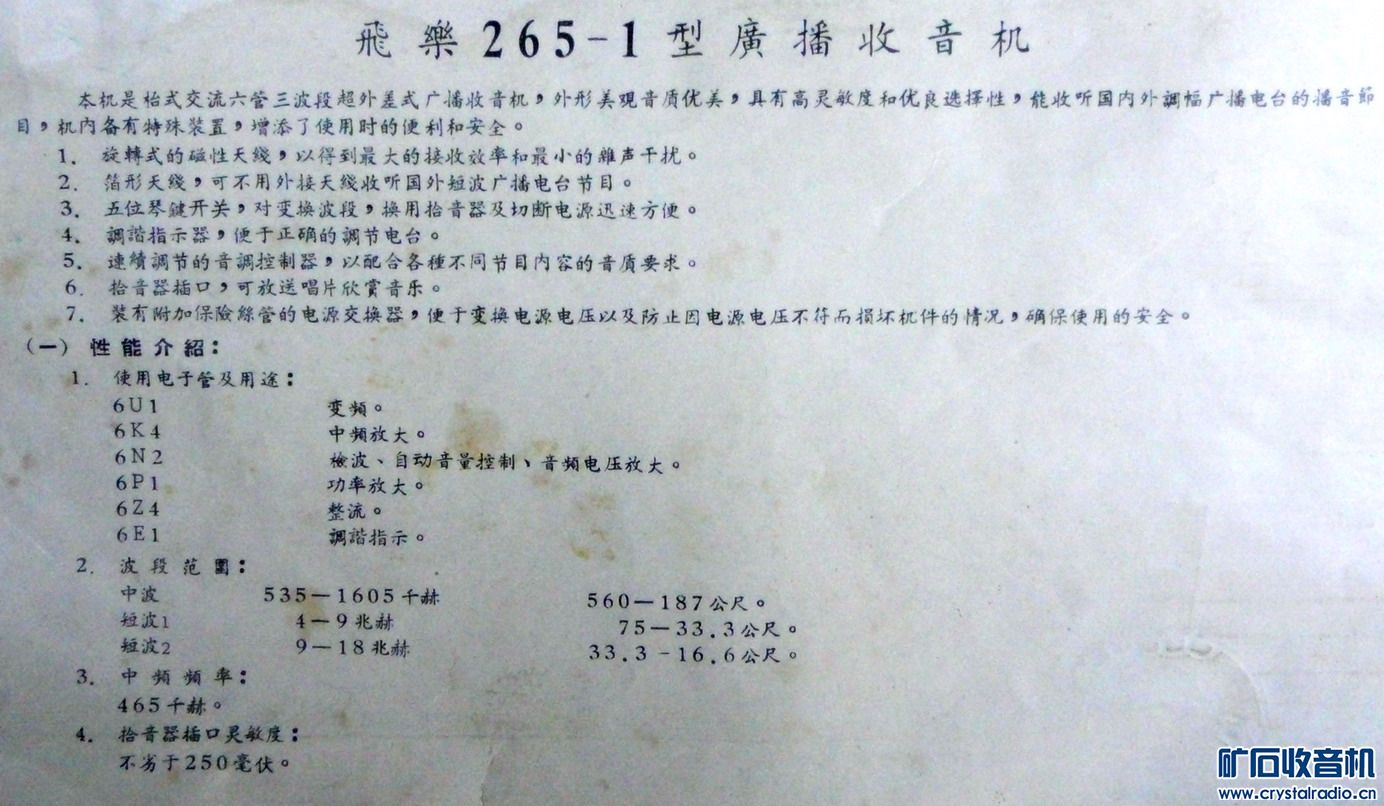 飛樂265-1型廣播收音机
本机是枱式交流六管三波段超外差式广播收音机，外形美观音质优美，具有高灵敏度和优良选擇性，能收听国内外調幅广播电台的播音節
目，机内备有特殊裝置，增添了使用时的便利和安全。
1. 旋轉式的磁性天綫，以得到最大的接收效率和最小的雜声干扰。
2. 箔形天线，可不用外接天綫收听国外短波广播电台节目。
3. 五位琴鍵开关，对变换波段，換用拾音器及切断电源迅速方便。
4. 調諧指示器，便于正确的調节电台。
5. 連續調节的音調控制器，以配合各種不同节目内容的音质要求。
6. 拾音器插口，可放送唱片欣赏音乐。
7. 裝有附加保險絲管的电源交换器，便于变换电源电压以及防止因电源电压不符而損坏机件的情况，确保使用的安全。
(一) 性能介紹：
1. 使用电子管及用途：
6U1 变頻。
6K4 中頻放大。
6N2 檢波、自动音量控制、音頻电压放大。
6P1 功率放大。
6Z4 整流。
6E1 調諧指示。
2. 波段范圍：
中波 535—1605千赫 560—187公尺。
短波1 4—9兆赫 75—33.3公尺。
短波2 9—18兆赫 33.3-16.6公尺。
3. 中頻頻率：
465千赫。
4. 拾音器插口灵敏度：
不劣于250毫伏。
矿石收音机
www.crystalradio.cn